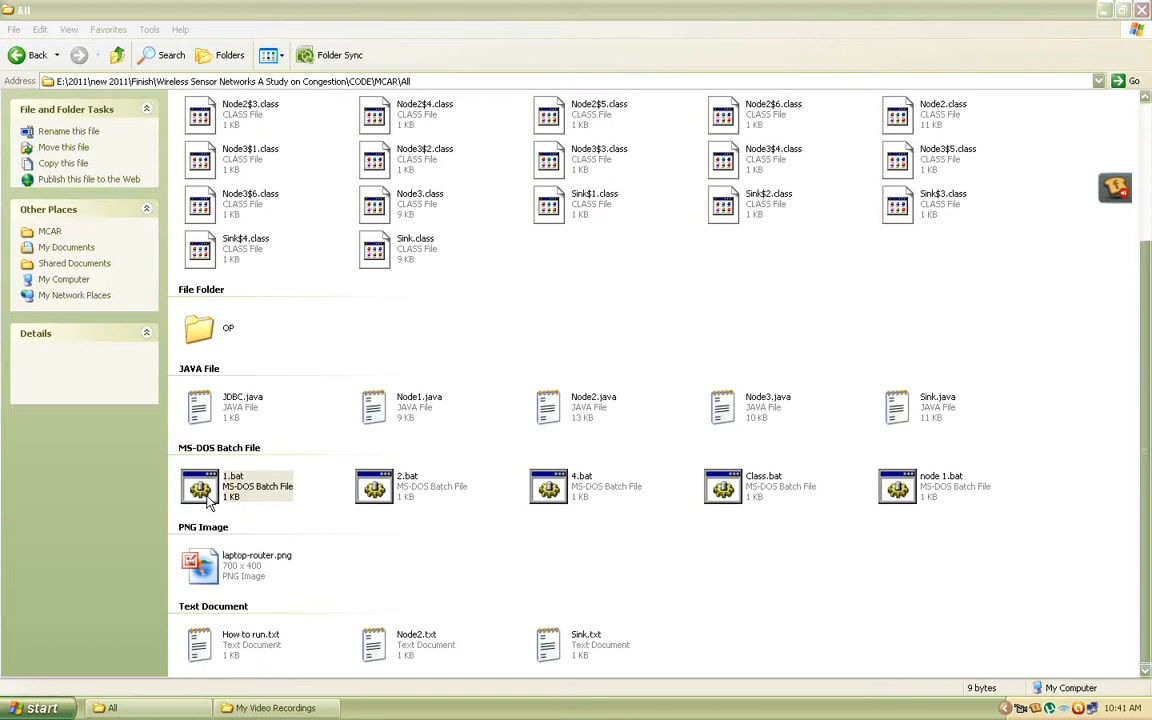 All
File Edit View Favorites Tools Help
Back Search Folders Folder Sync
Address E:\2011\new 2011\Finish\Wireless Sensor Networks A Study on Congestion\CODE\MCAR\All Go
File and Folder Tasks
Rename this file
Move this file
Copy this file
Publish this file to the Web
Other Places
MCAR
My Documents
Shared Documents
My Computer
My Network Places
Details
Node2$3.class Node2$4.class Node2$5.class Node2$6.class Node2.class
CLASS File CLASS File CLASS File CLASS File CLASS File
1 KB 1 KB 1 KB 1 KB 11 KB
Node3$1.class Node3$2.class Node3$3.class Node3$4.class Node3$5.class
CLASS File CLASS File CLASS File CLASS File CLASS File
1 KB 1 KB 1 KB 1 KB 1 KB
Node3$6.class Node3.class Sink$1.class Sink$2.class Sink$3.class
CLASS File CLASS File CLASS File CLASS File CLASS File
1 KB 9 KB 1 KB 1 KB 1 KB
Sink$4.class Sink.class
CLASS File CLASS File
1 KB 9 KB
File Folder
OP
JAVA File
JDBC.java Node1.java Node2.java Node3.java Sink.java
JAVA File JAVA File JAVA File JAVA File JAVA File
1 KB 9 KB 13 KB 10 KB 11 KB
MS-DOS Batch File
1.bat 2.bat 4.bat Class.bat node 1.bat
MS-DOS Batch File MS-DOS Batch File MS-DOS Batch File MS-DOS Batch File MS-DOS Batch File
1 KB 1 KB 1 KB 1 KB 1 KB
PNG Image
laptop-router.png
700 x 400
PNG Image
Text Document
How to run.txt Node2.txt Sink.txt
Text Document Text Document Text Document
1 KB 1 KB 1 KB
9 bytes My Computer
start All My Video Recordings 10:41 AM